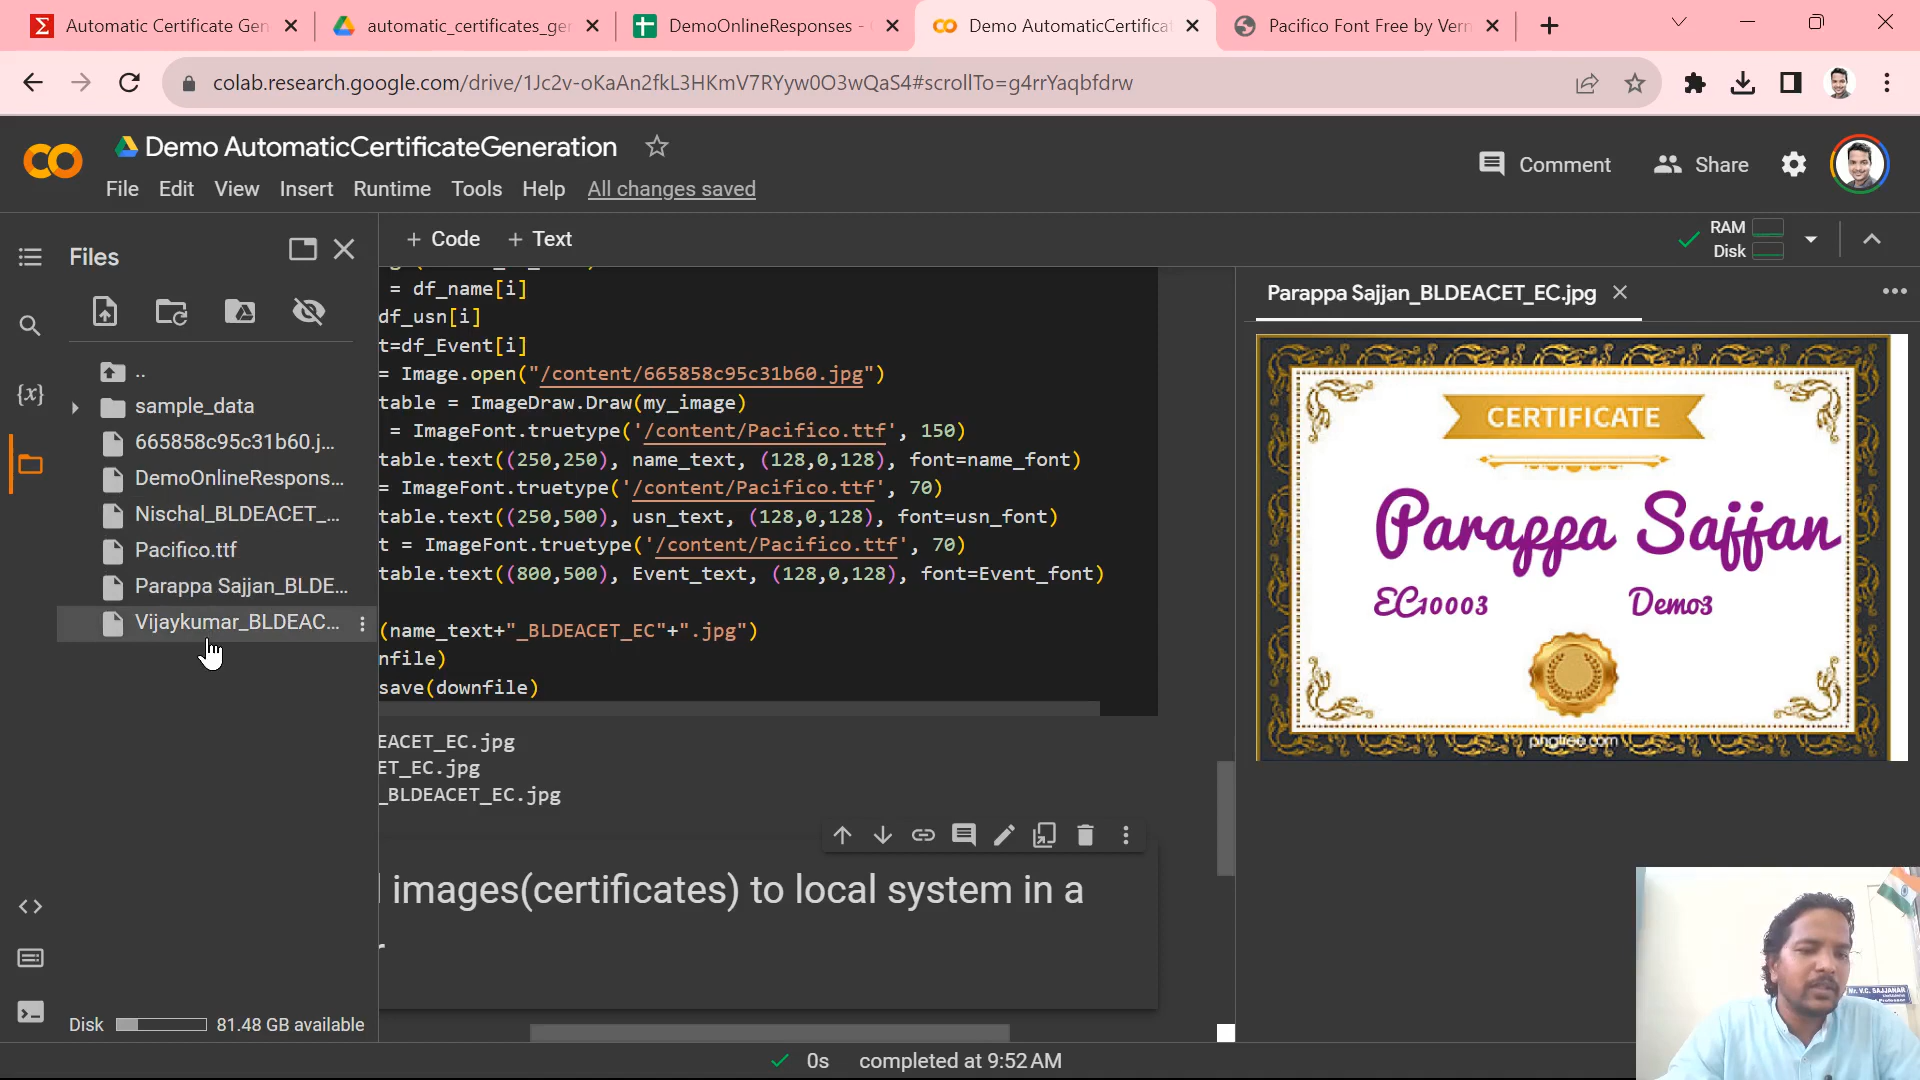 Automatic Certificate Gen
automatic_certificates_ger
DemoOnlineResponses -
Demo AutomaticCertificat
Pacifico Font Free by Vern
colab.research.google.com/drive/1Jc2v-oKaAn2fkL3HKmV7RYyw0O3wQaS4#scrollTo=g4rrYaqbfdrw
Demo AutomaticCertificateGeneration
Comment
Share
File Edit View Insert Runtime Tools Help All changes saved
Files
+ Code + Text
RAM
Disk
..
sample_data
665858c95c31b60.j...
DemoOnlineRespons...
Nischal_BLDEACET_...
Pacifico.ttf
Parappa Sajjan_BLDE...
Vijaykumar_BLDEAC...
= df_name[i]
df_usn[i]
t=df_Event[i]
= Image.open("/content/665858c95c31b60.jpg")
table = ImageDraw.Draw(my_image)
= ImageFont.truetype('/content/Pacifico.ttf', 150)
table.text((250,250), name_text, (128,0,128), font=name_font)
= ImageFont.truetype('/content/Pacifico.ttf', 70)
table.text((250,500), usn_text, (128,0,128), font=usn_font)
t = ImageFont.truetype('/content/Pacifico.ttf', 70)
table.text((800,500), Event_text, (128,0,128), font=Event_font)
(name_text+"_BLDEACET_EC"+".jpg")
nfile)
save(downfile)
EACET_EC.jpg
ET_EC.jpg
_BLDEACET_EC.jpg
images(certificates) to local system in a
Parappa Sajjan_BLDEACET_EC.jpg
CERTIFICATE
Parappa Sajjan
EC10003 Demo3
pngtree.com
Mr. V.C. SAJJANAR
Disk 81.48 GB available
0s completed at 9:52 AM